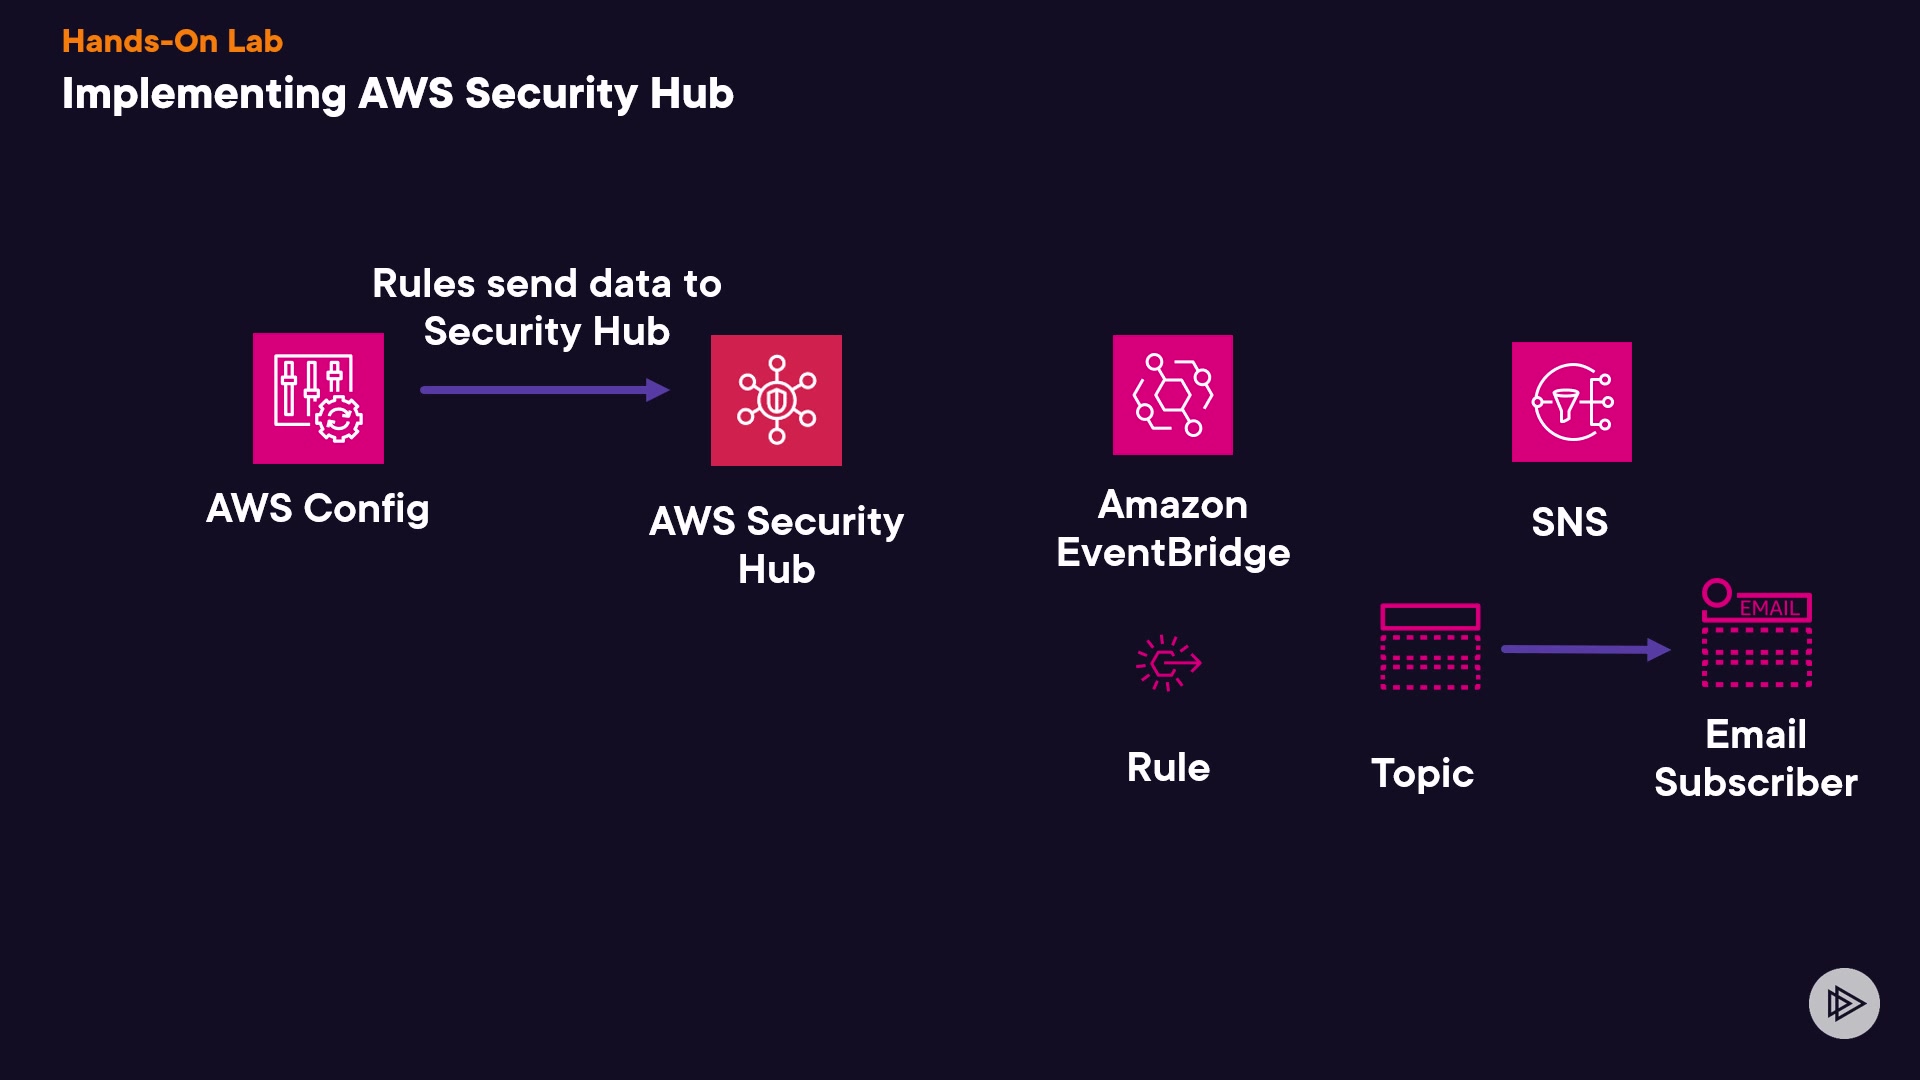 Hands-On Lab
Implementing AWS Security Hub
Rules send data to
Security Hub
AWS Config
AWS Security
Hub
Amazon
EventBridge
SNS
EMAIL
Rule
Topic
Email
Subscriber